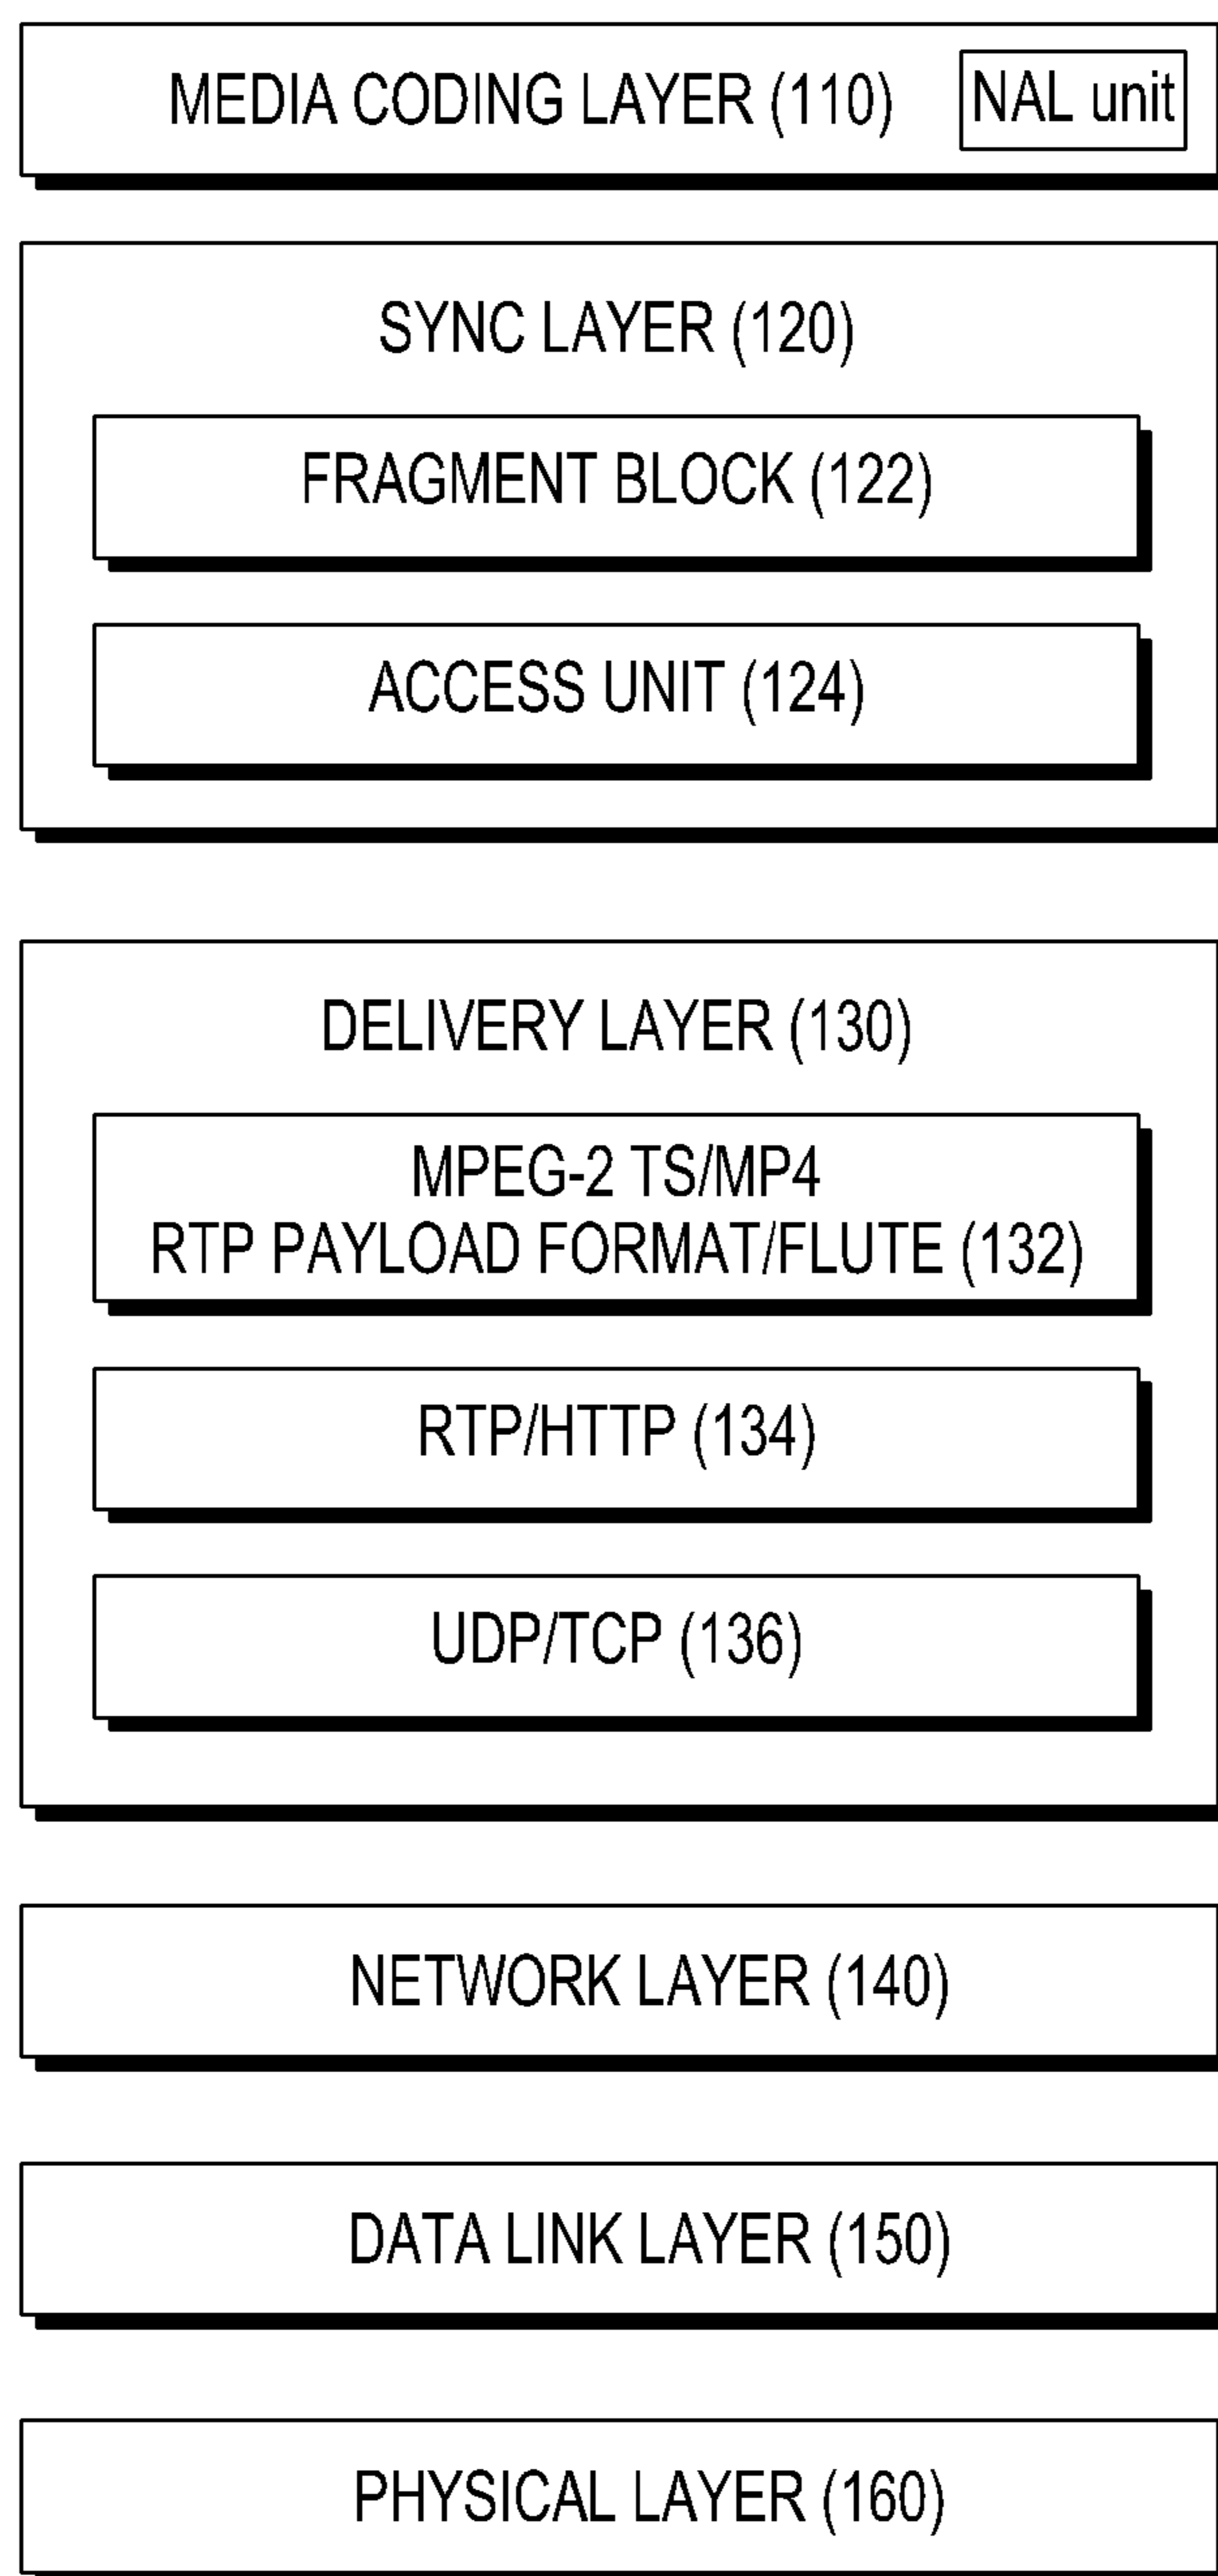 MEDIA CODING LAYER (110)
NAL unit
SYNC LAYER (120)
FRAGMENT BLOCK (122)
ACCESS UNIT (124)
DELIVERY LAYER (130)
MPEG-2 TS/MP4
RTP PAYLOAD FORMAT/FLUTE (132)
RTP/HTTP (134)
UDP/TCP (136)
NETWORK LAYER (140)
DATA LINK LAYER (150)
PHYSICAL LAYER (160)